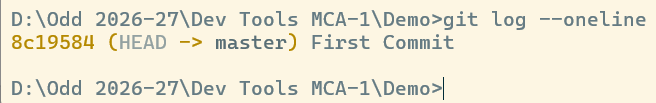 D:\Odd 2026-27\Dev Tools MCA-1\Demo>git log --oneline
8c19584 (HEAD -> master) First Commit
D:\Odd 2026-27\Dev Tools MCA-1\Demo>